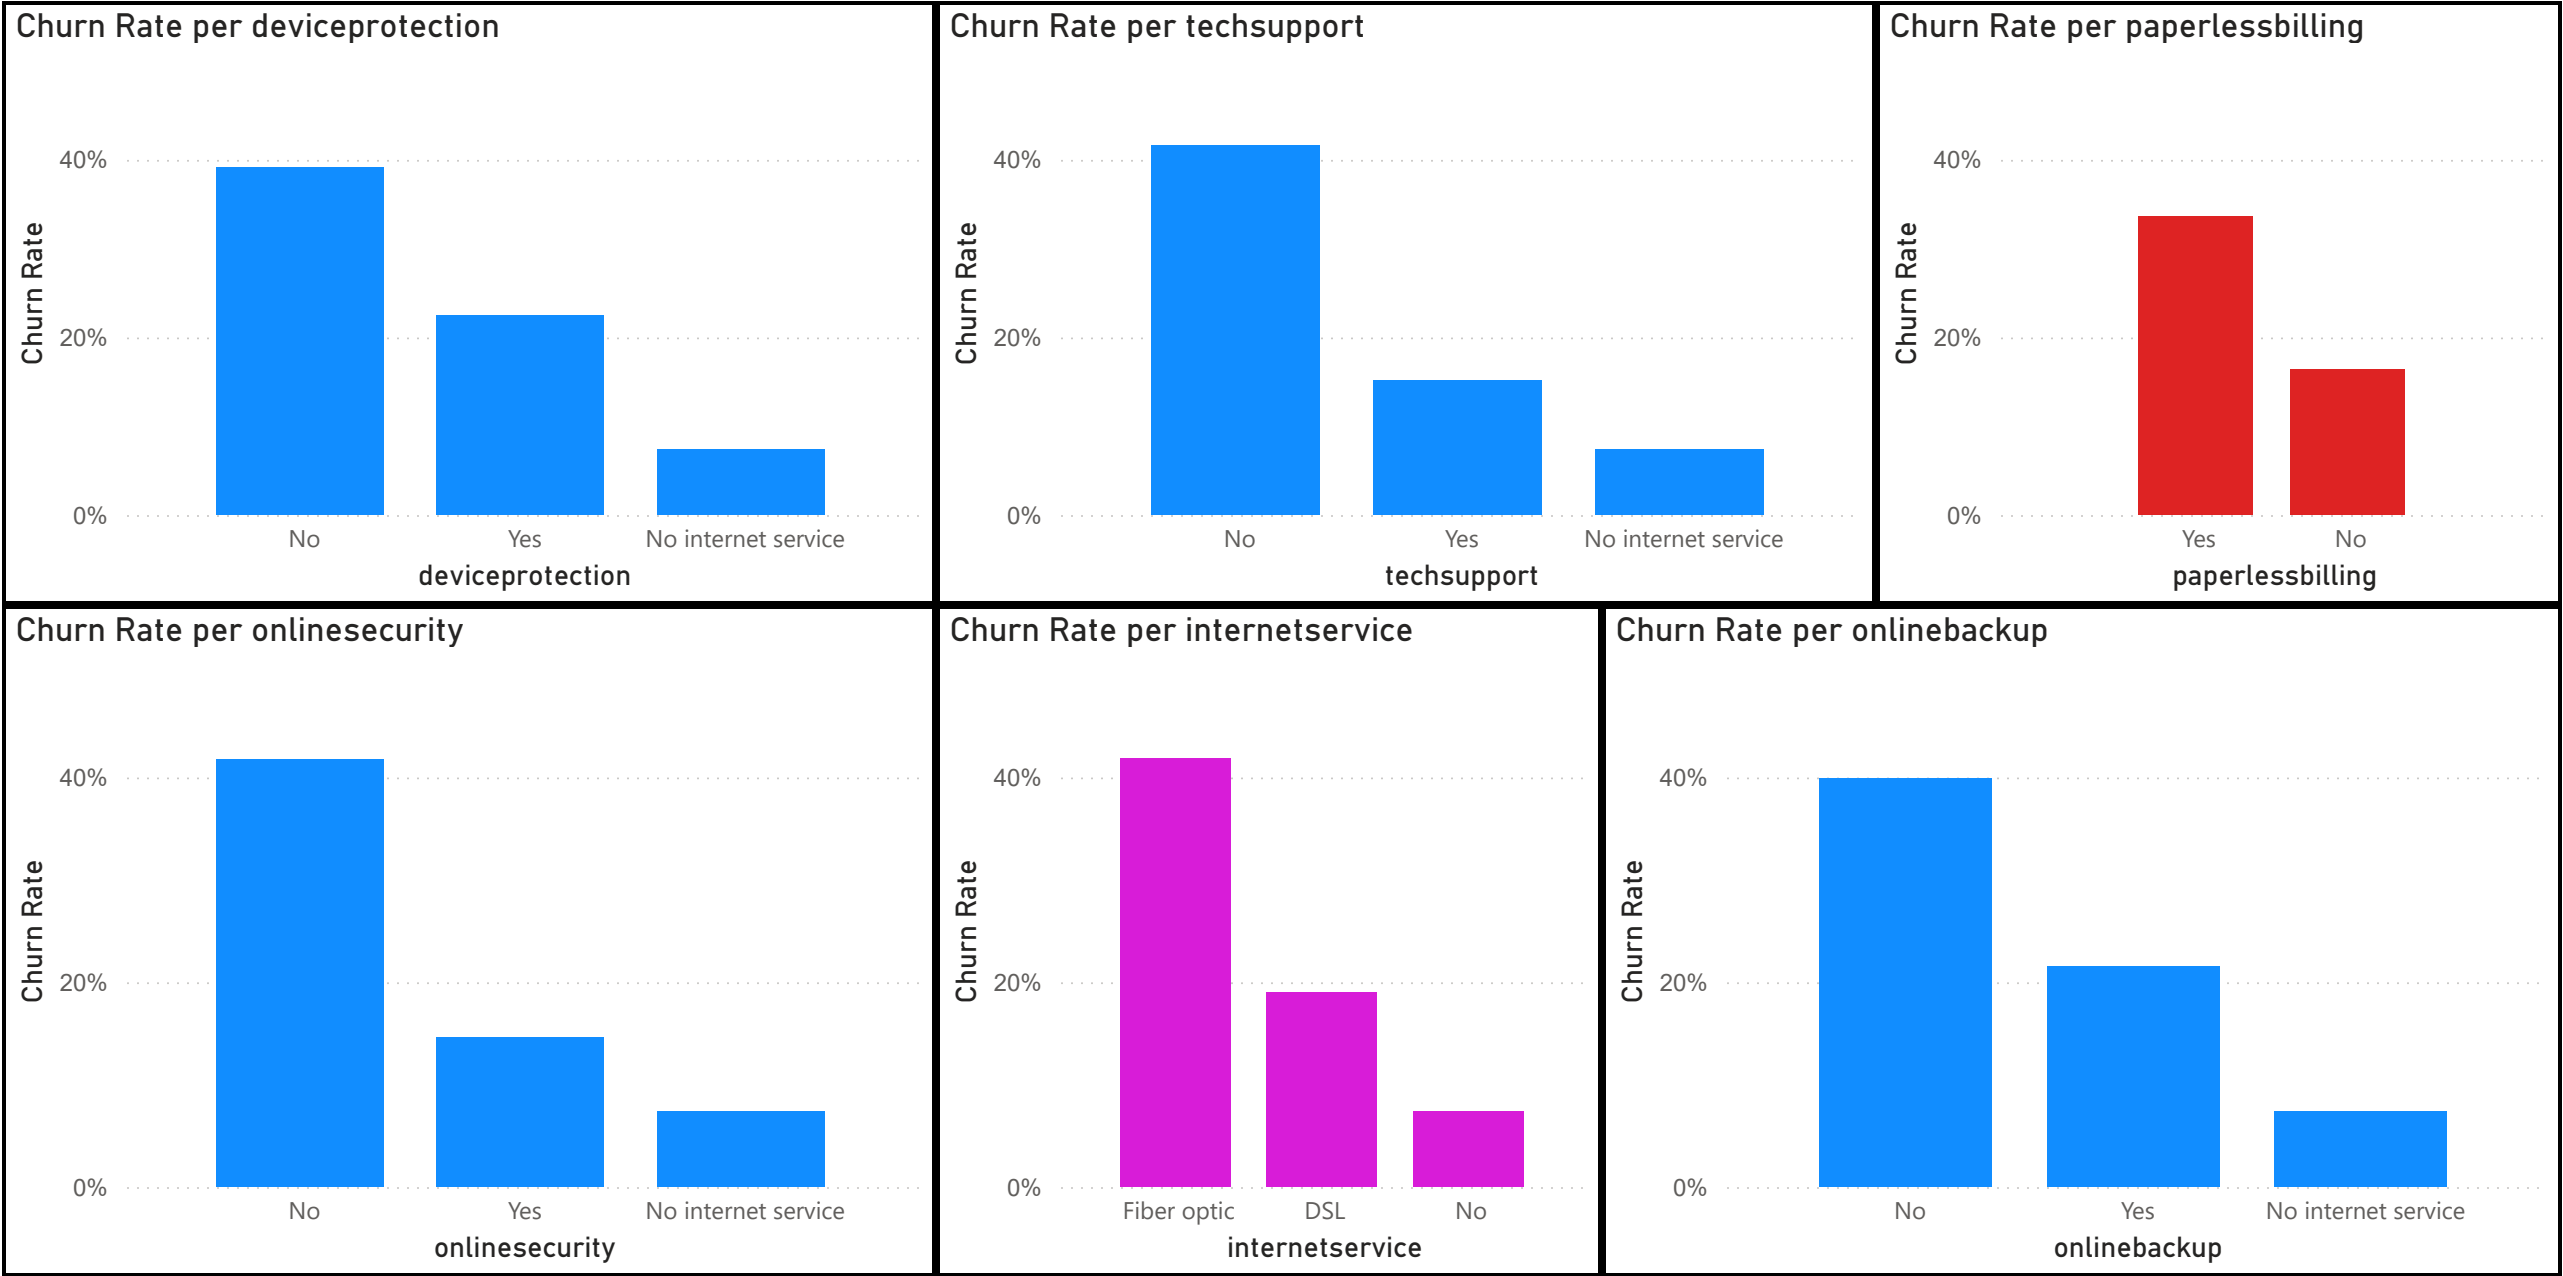 Churn Rate per deviceprotection
Churn Rate
40%
20%
0%
No Yes No internet service
deviceprotection
Churn Rate per techsupport
Churn Rate
40%
20%
0%
No Yes No internet service
techsupport
Churn Rate per paperlessbilling
Churn Rate
40%
20%
0%
Yes No
paperlessbilling
Churn Rate per onlinesecurity
Churn Rate
40%
20%
0%
No Yes No internet service
onlinesecurity
Churn Rate per internetservice
Churn Rate
40%
20%
0%
Fiber optic DSL No
internetservice
Churn Rate per onlinebackup
Churn Rate
40%
20%
0%
No Yes No internet service
onlinebackup